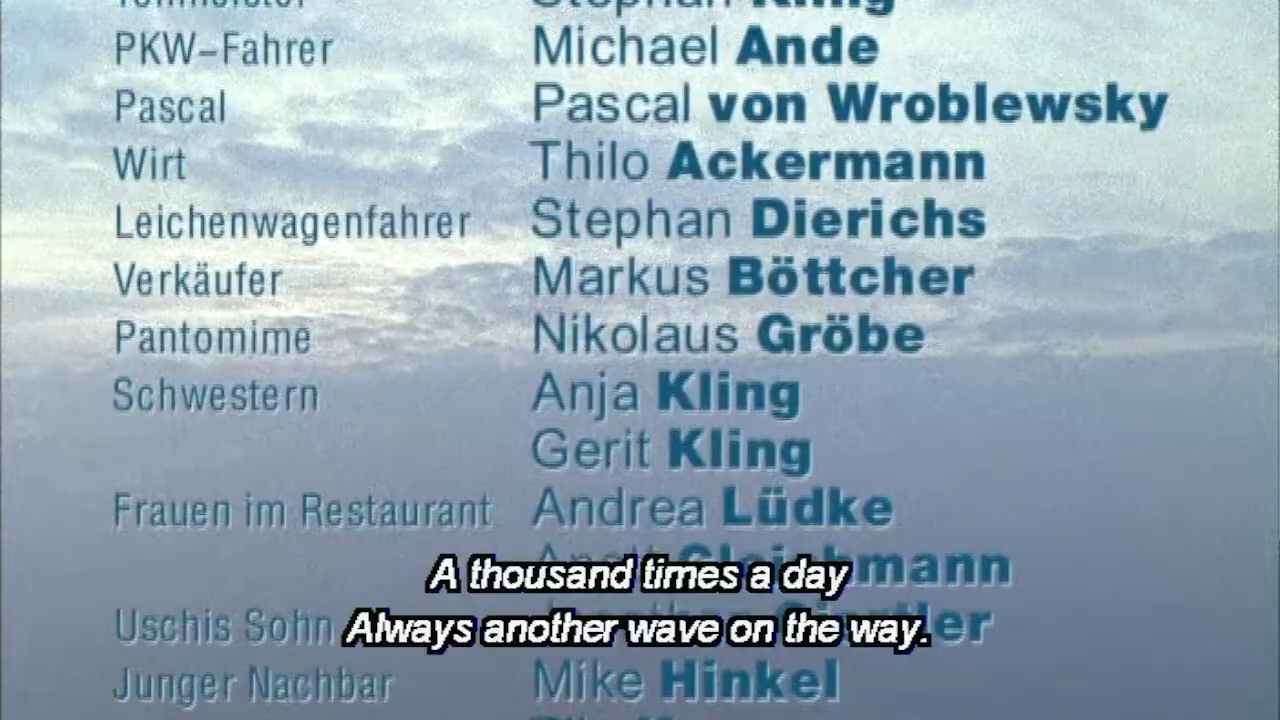 Stephan Kling
PKW–Fahrer Michael Ande
Pascal Pascal von Wroblewsky
Wirt Thilo Ackermann
Leichenwagenfahrer Stephan Dierichs
Verkäufer Markus Böttcher
Pantomime Nikolaus Gröbe
Schwestern Anja Kling
Gerit Kling
Frauen im Restaurant Andrea Lüdke
A thousand times a day
Uschis Sohn
Always another wave on the way.
Junger Nachbar Mike Hinkel